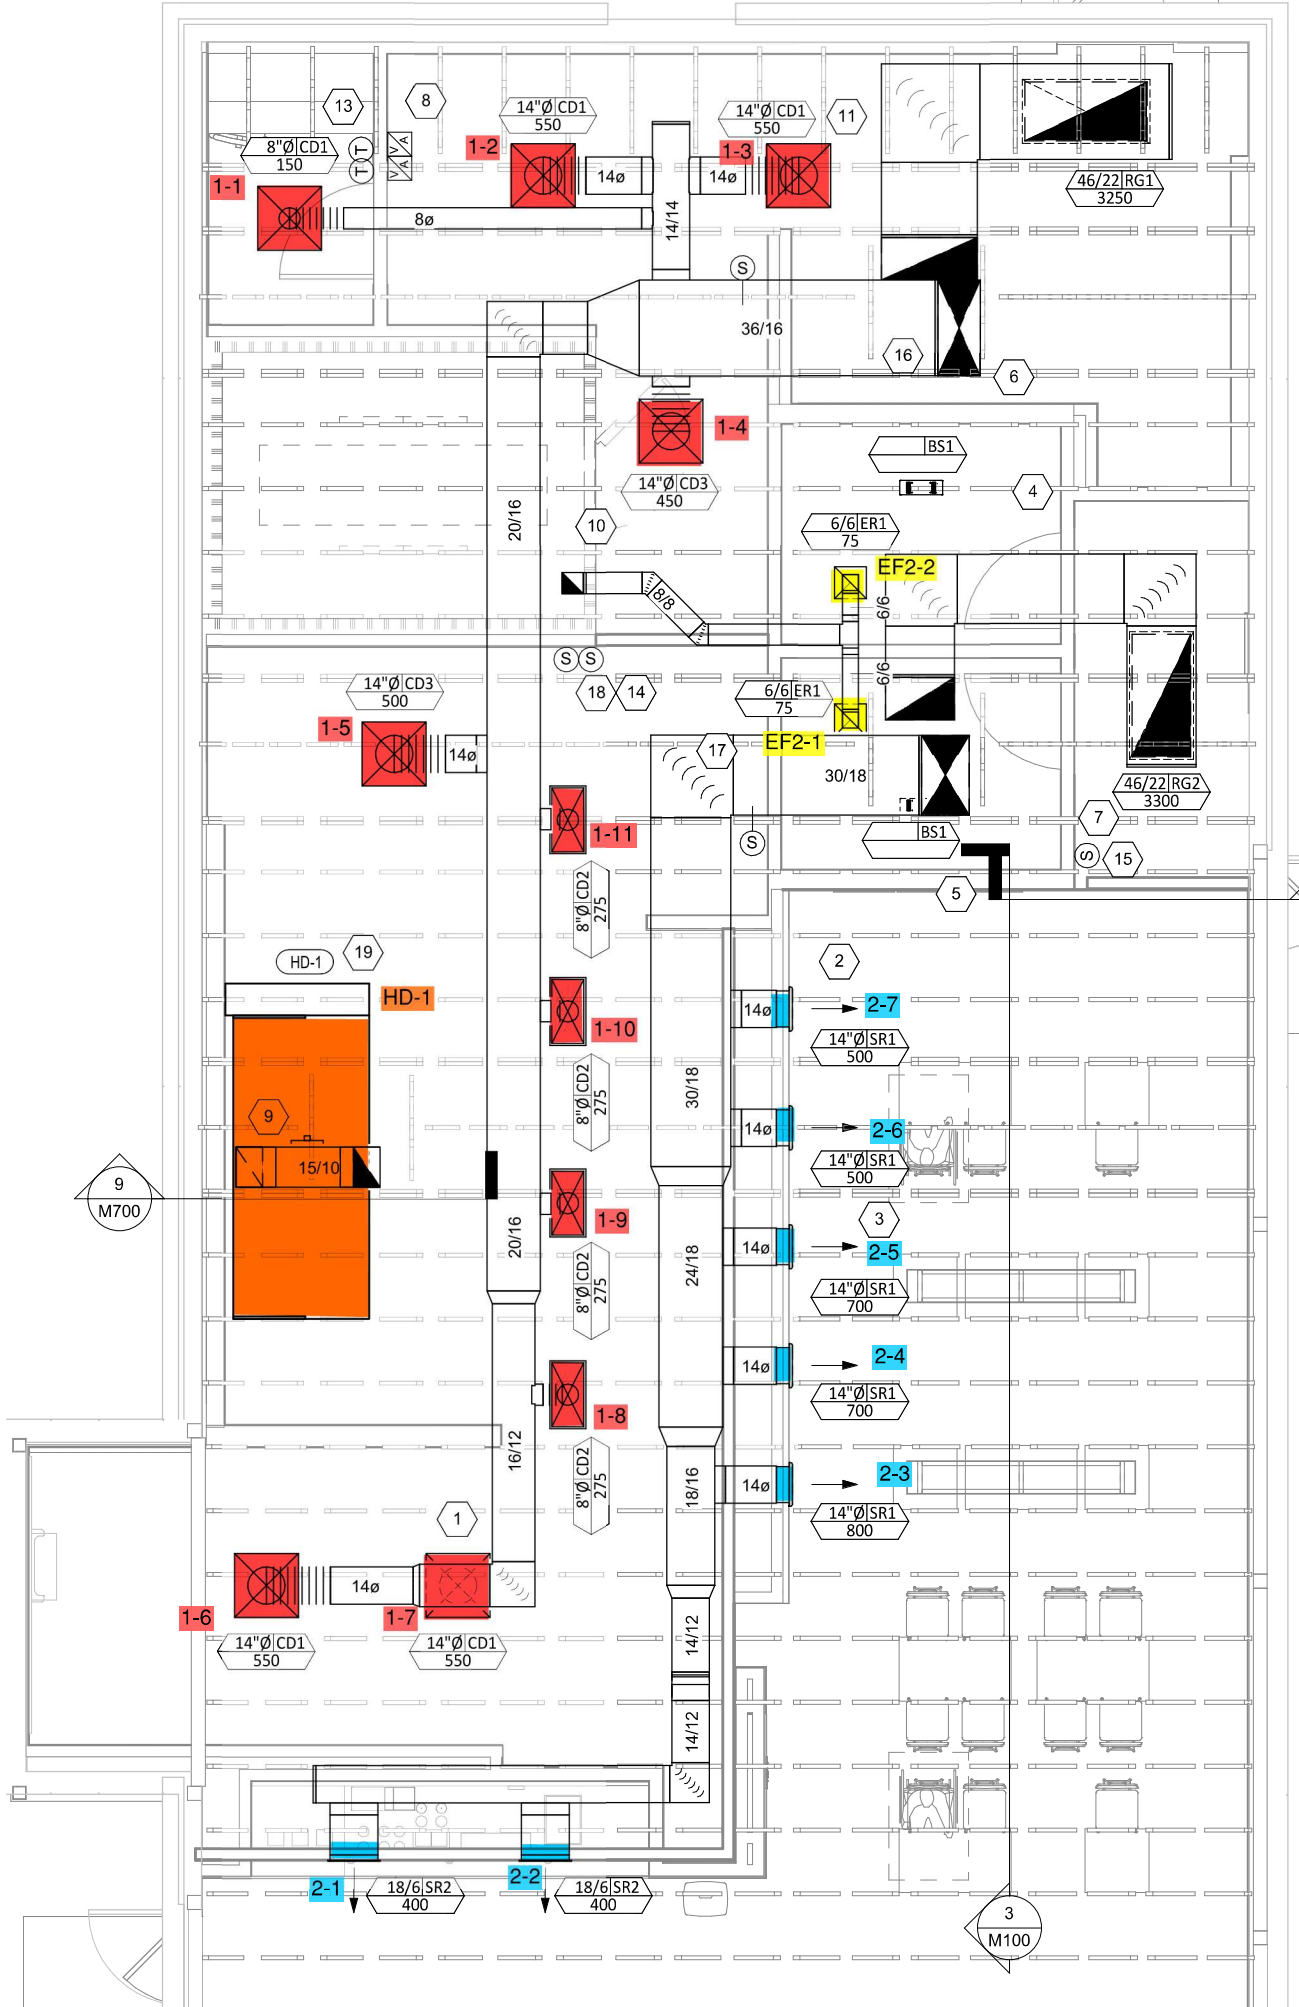 13
8
14"Ø CD1
550
14"Ø CD1
550
11
8"Ø CD1
150
T
T
V A
V A
1-2
1-3
14ø
14ø
46/22 RG1
3250
1-1
8ø
14/14
S
36/16
16
6
1-4
BS1
14"Ø CD3
450
4
20/16
10
6/6 ER1
75
EF2-2
8/8
6/6
S
S
6/6
14"Ø CD3
500
18
14
6/6 ER1
75
1-5
14ø
17
EF2-1
30/18
46/22 RG2
3300
7
1-11
S
BS1
S
15
8"Ø CD2
275
5
HD-1
19
2
HD-1
14ø
2-7
1-10
14"Ø SR1
500
8"Ø CD2
275
30/18
9
14ø
2-6
15/10
14"Ø SR1
500
9
M700
1-9
3
20/16
14ø
2-5
24/18
8"Ø CD2
275
14"Ø SR1
700
14ø
2-4
1-8
14"Ø SR1
700
16/12
8"Ø CD2
275
18/16
14ø
2-3
1
14"Ø SR1
800
14ø
1-6
1-7
14"Ø CD1
550
14"Ø CD1
550
14/12
14/12
2-1
18/6 SR2
400
2-2
18/6 SR2
400
3
M100